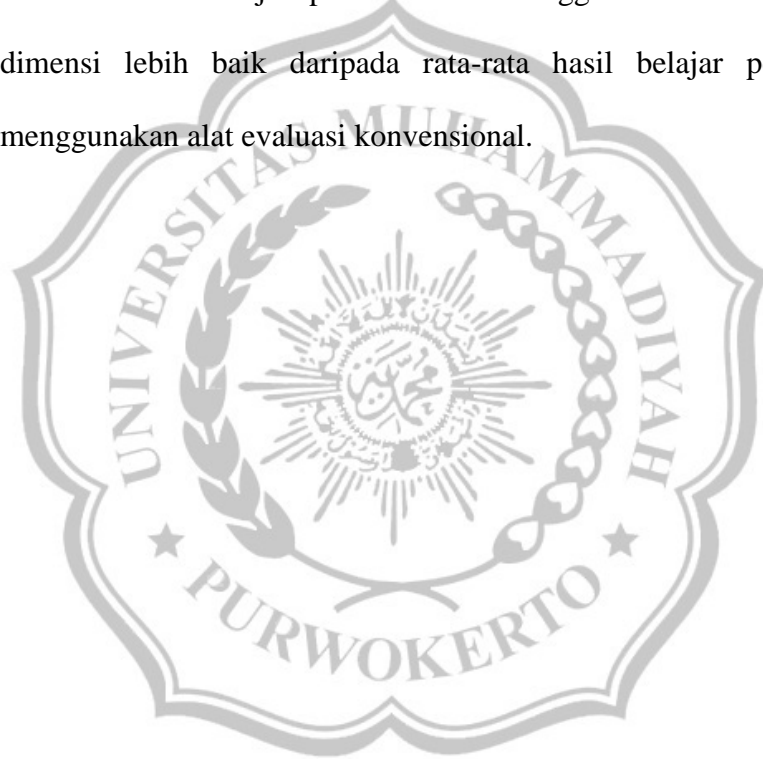 dimensi lebih baik daripada rata-rata hasil belajar p
menggunakan alat evaluasi konvensional.
UNIVERSITAS MUHAMMADIYAH
PURWOKERTO